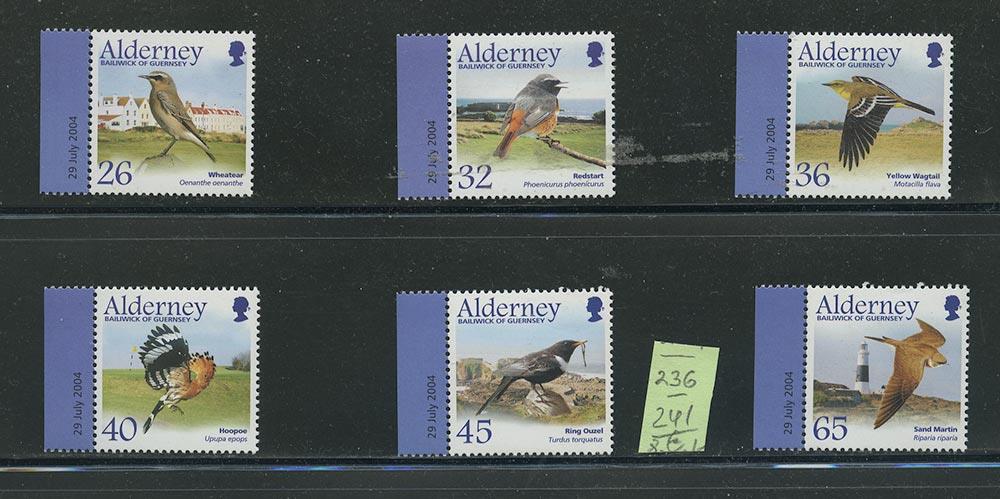 29 July 2004
Alderney
BAILIWICK OF GUERNSEY
26
Wheatear
Oenanthe oenanthe
29 July 2004
Alderney
BAILIWICK OF GUERNSEY
32
Redstart
Phoenicurus phoenicurus
29 July 2004
Alderney
BAILIWICK OF GUERNSEY
36
Yellow Wagtail
Motacilla flava
29 July 2004
Alderney
BAILIWICK OF GUERNSEY
40
Hoopoe
Upupa epops
29 July 2004
Alderney
BAILIWICK OF GUERNSEY
45
Ring Ouzel
Turdus torquatus
236
241
29 July 2004
Alderney
BAILIWICK OF GUERNSEY
65
Sand Martin
Riparia riparia